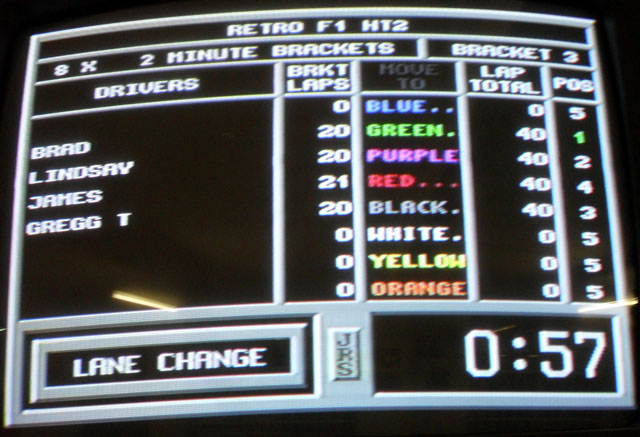 RETRO F1 HT2
8 X 2 MINUTE BRACKETS BRACKET 3
DRIVERS BRKT LAPS MOVE TO LAP TOTAL POS
0 BLUE.. 0 5
BRAD 20 GREEN. 40 1
LINDSAY 20 PURPLE 40 2
JAMES 21 RED... 40 4
GREGG T 20 BLACK. 40 3
0 WHITE. 0 5
0 YELLOW 0 5
0 ORANGE 0 5
LANE CHANGE JRS 0:57